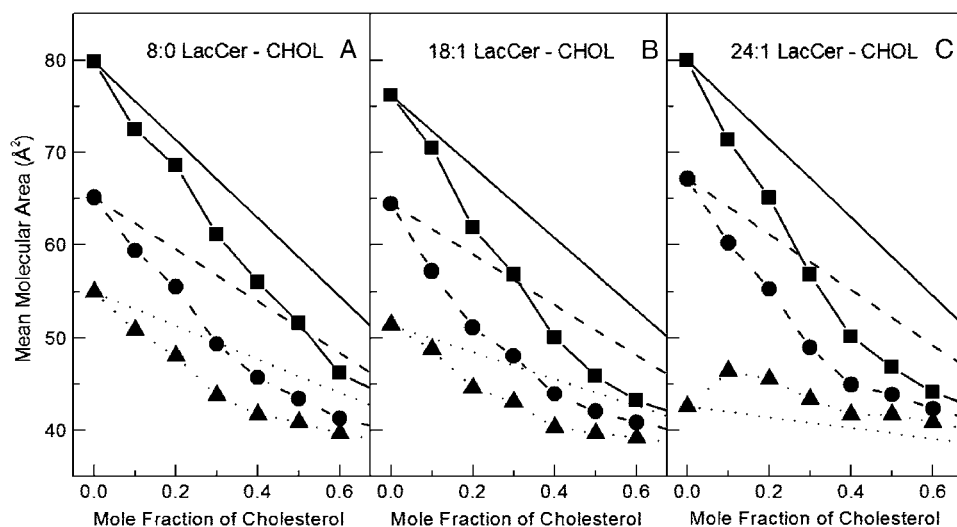 8:0 LacCer - CHOL A
18:1 LacCer - CHOL B
24:1 LacCer - CHOL C
Mean Molecular Area (Å²)
80
70
60
50
40
0.0 0.2 0.4 0.6
0.0 0.2 0.4 0.6
0.0 0.2 0.4 0.6
Mole Fraction of Cholesterol
Mole Fraction of Cholesterol
Mole Fraction of Cholesterol